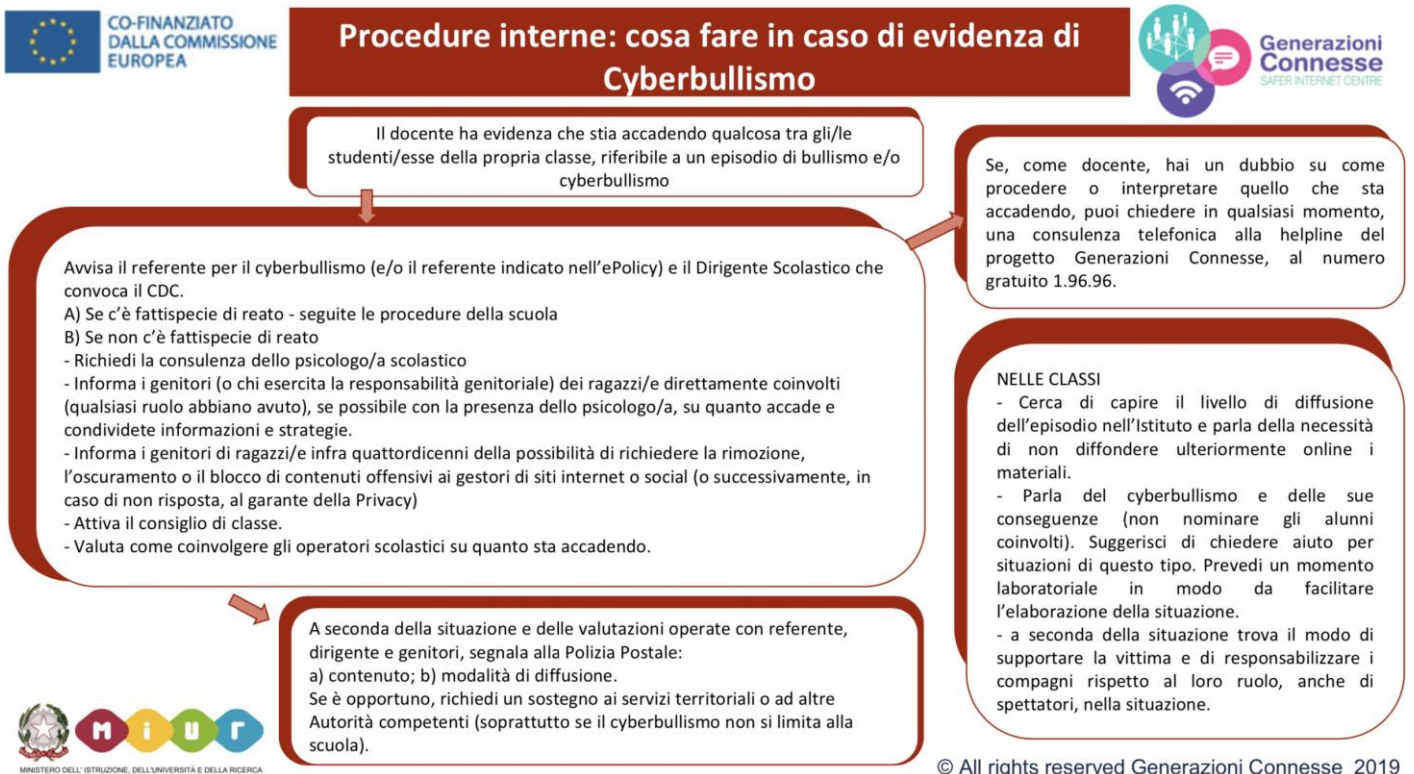 CO-FINANZIATO
DALLA COMMISSIONE
EUROPEA
Procedure interne: cosa fare in caso di evidenza di
Cyberbullismo
Generazioni
Connesse
SAFER INTERNET CENTRE
Il docente ha evidenza che stia accadendo qualcosa tra gli/le
studenti/esse della propria classe, riferibile a un episodio di bullismo e/o
cyberbullismo
Se, come docente, hai un dubbio su come
procedere o interpretare quello che sta
accadendo, puoi chiedere in qualsiasi momento,
una consulenza telefonica alla helpline del
progetto Generazioni Connesse, al numero
gratuito 1.96.96.
Avvisa il referente per il cyberbullismo (e/o il referente indicato nell'ePolicy) e il Dirigente Scolastico che
convoca il CDC.
A) Se c'è fattispecie di reato - seguite le procedure della scuola
B) Se non c'è fattispecie di reato
- Richiedi la consulenza dello psicologo/a scolastico
- Informa i genitori (o chi esercita la responsabilità genitoriale) dei ragazzi/e direttamente coinvolti
(qualsiasi ruolo abbiano avuto), se possibile con la presenza dello psicologo/a, su quanto accade e
condividete informazioni e strategie.
- Informa i genitori di ragazzi/e infra quattordicenni della possibilità di richiedere la rimozione,
l'oscuramento o il blocco di contenuti offensivi ai gestori di siti internet o social (o successivamente, in
caso di non risposta, al garante della Privacy)
- Attiva il consiglio di classe.
- Valuta come coinvolgere gli operatori scolastici su quanto sta accadendo.
NELLE CLASSI
- Cerca di capire il livello di diffusione
dell'episodio nell'Istituto e parla della necessità
di non diffondere ulteriormente online i
materiali.
- Parla del cyberbullismo e delle sue
conseguenze (non nominare gli alunni
coinvolti). Suggerisci di chiedere aiuto per
situazioni di questo tipo. Prevedi un momento
laboratoriale in modo da facilitare
l'elaborazione della situazione.
- a seconda della situazione trova il modo di
supportare la vittima e di responsabilizzare i
compagni rispetto al loro ruolo, anche di
spettatori, nella situazione.
A seconda della situazione e delle valutazioni operate con referente,
dirigente e genitori, segnala alla Polizia Postale:
a) contenuto; b) modalità di diffusione.
Se è opportuno, richiedi un sostegno ai servizi territoriali o ad altre
Autorità competenti (soprattutto se il cyberbullismo non si limita alla
scuola).
MIUR
MINISTERO DELL' ISTRUZIONE, DELL'UNIVERSITÀ E DELLA RICERCA
© All rights reserved Generazioni Connesse 2019